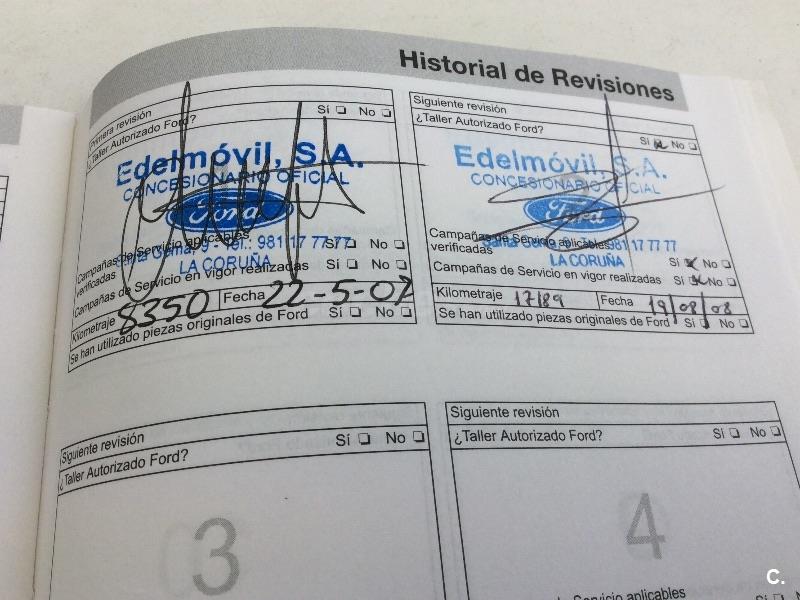 Historial de Revisiones
Primera revisión
¿Taller Autorizado Ford?
Sí No
Edelmóvil, S.A.
CONCESIONARIO OFICIAL
Ford
Tel.: 981 17 77 77
LA CORUÑA
Campañas de Servicio aplicables
verificadas
Sí No
Campañas de Servicio en vigor realizadas Sí No
Kilometraje 8350 Fecha 22-5-07
Se han utilizado piezas originales de Ford Sí No
Siguiente revisión
¿Taller Autorizado Ford?
Sí No
Edelmóvil, S.A.
CONCESIONARIO OFICIAL
Ford
981 17 77 77
LA CORUÑA
Campañas de Servicio aplicables
verificadas
Sí No
Campañas de Servicio en vigor realizadas Sí No
Kilometraje 17189 Fecha 19/08/08
Se han utilizado piezas originales de Ford Sí No
Siguiente revisión
¿Taller Autorizado Ford? Sí No
3
Siguiente revisión
¿Taller Autorizado Ford? Sí No
4
de Servicio aplicables
Sí
C.